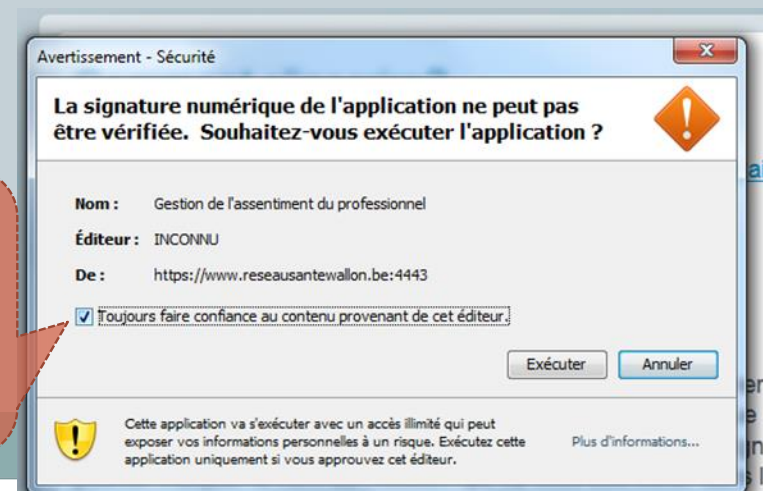 Avertissement - Sécurité
La signature numérique de l'application ne peut pas
être vérifiée. Souhaitez-vous exécuter l'application ?
Nom : Gestion de l'assentiment du professionnel
Éditeur : INCONNU
De : https://www.reseausantewallon.be:4443
Toujours faire confiance au contenu provenant de cet éditeur.
Exécuter Annuler
Cette application va s'exécuter avec un accès illimité qui peut
exposer vos informations personnelles à un risque. Exécutez cette
application uniquement si vous approuvez cet éditeur.
Plus d'informations...